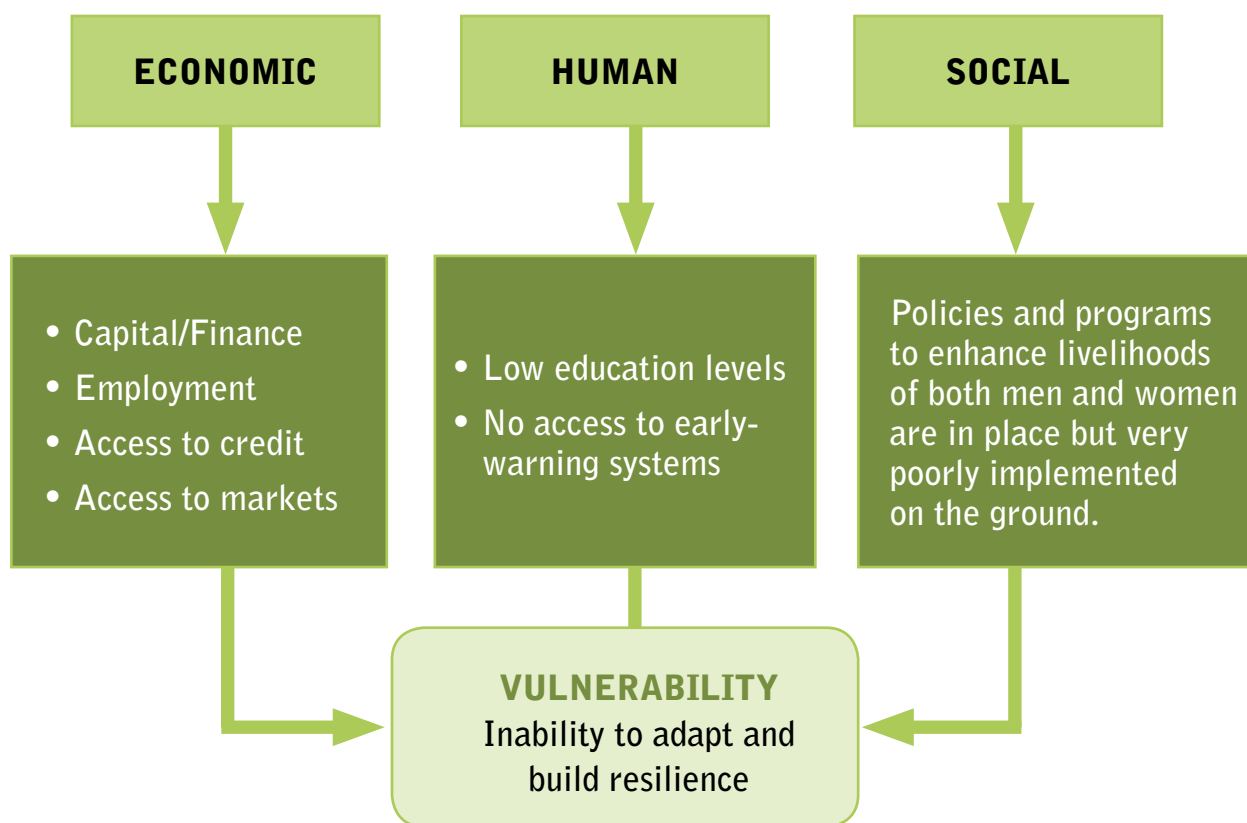 ECONOMIC
HUMAN
SOCIAL
• Capital/Finance
• Employment
• Access to credit
• Access to markets
• Low education levels
• No access to early-
warning systems
Policies and programs
to enhance livelihoods
of both men and women
are in place but very
poorly implemented
on the ground.
VULNERABILITY
Inability to adapt and
build resilience